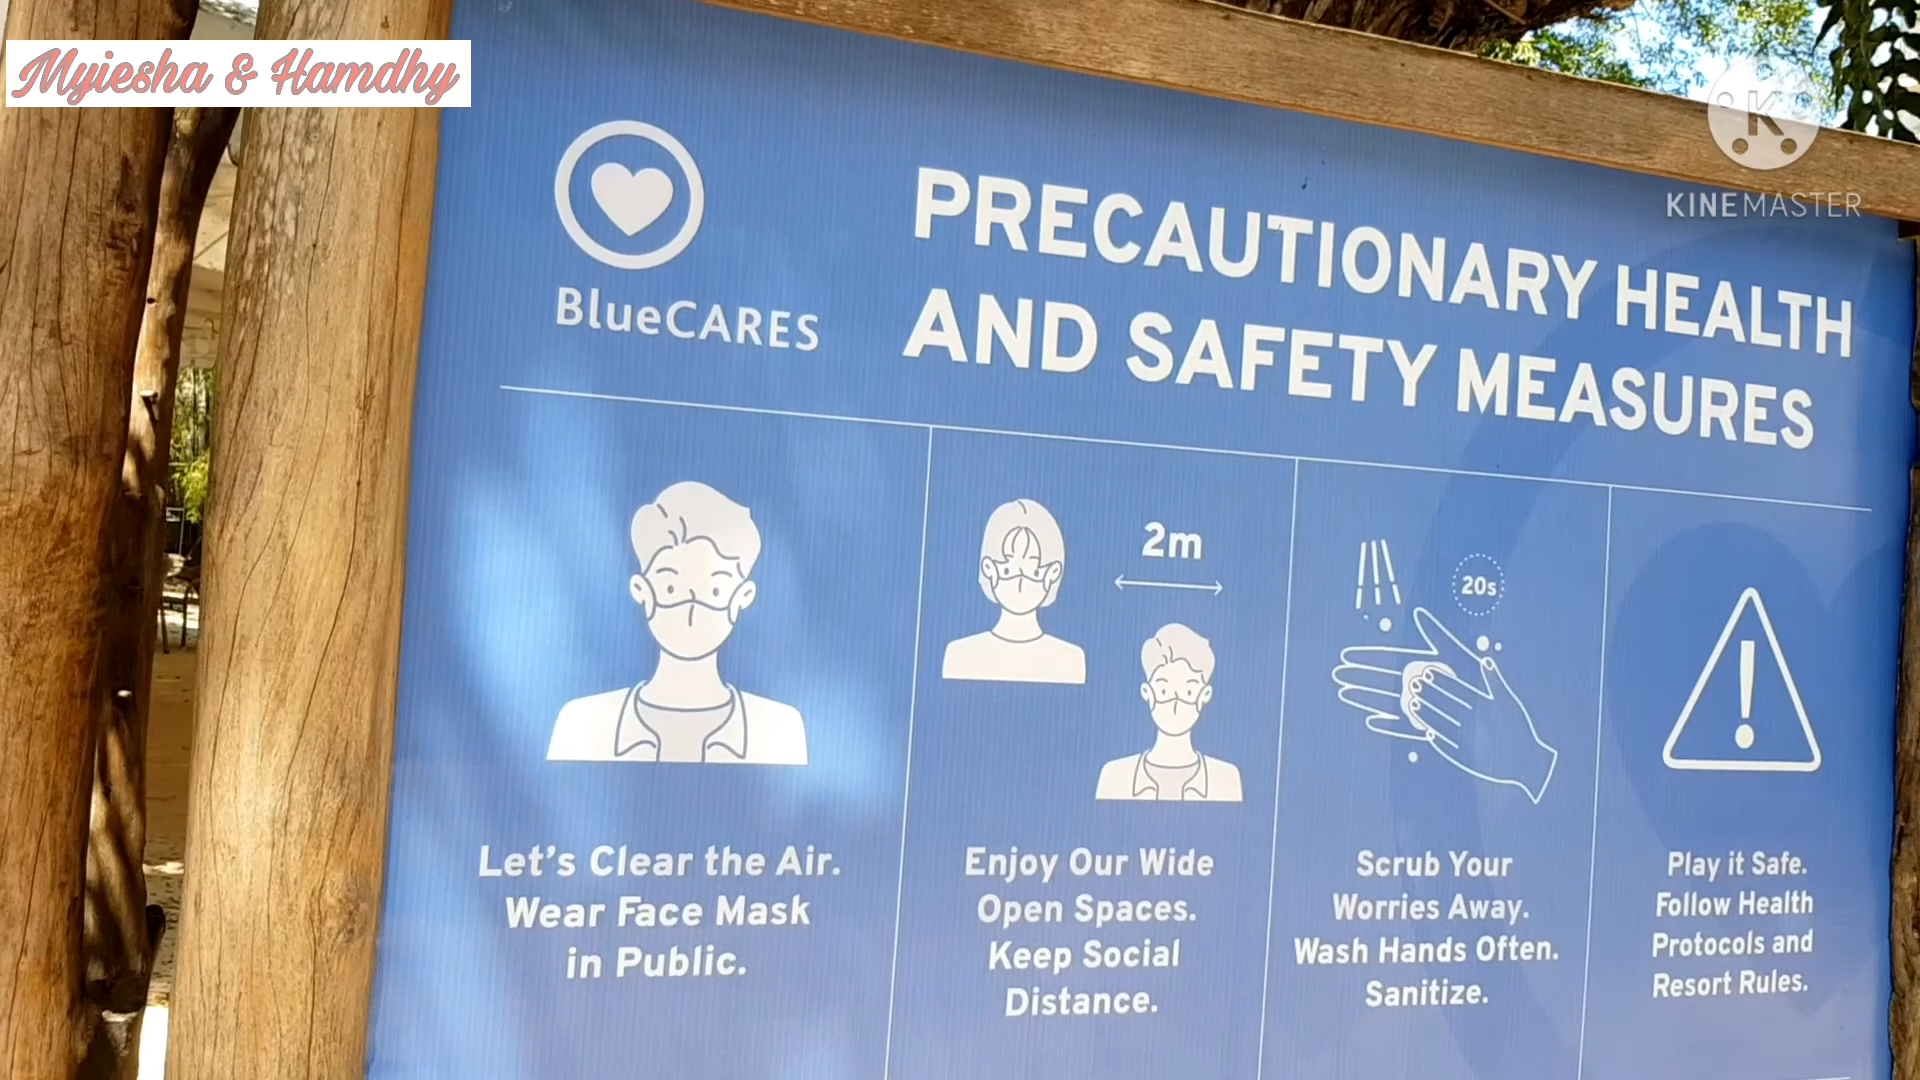 Myiesha & Hamdhy
K
KINEMASTER
BlueCARES
PRECAUTIONARY HEALTH
AND SAFETY MEASURES
2m
20s
Let's Clear the Air.
Wear Face Mask
in Public.
Enjoy Our Wide
Open Spaces.
Keep Social
Distance.
Scrub Your
Worries Away.
Wash Hands Often.
Sanitize.
Play it Safe.
Follow Health
Protocols and
Resort Rules.